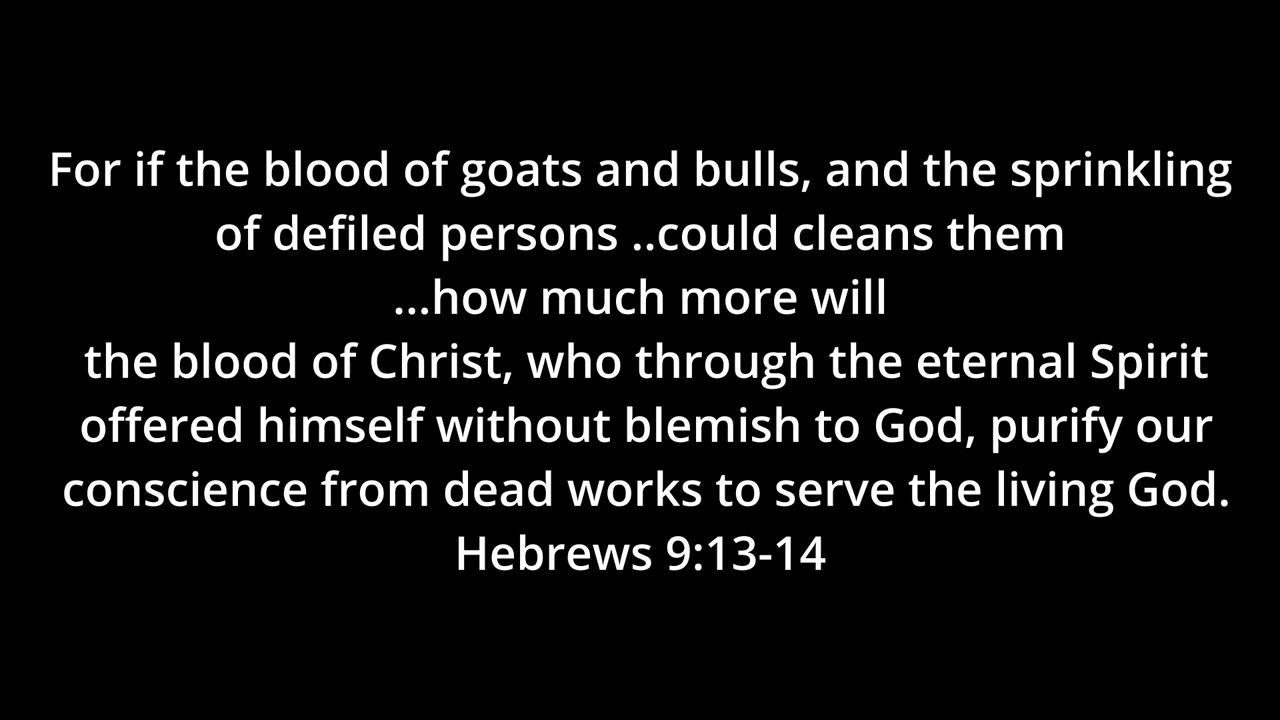 For if the blood of goats and bulls, and the sprinkling
of defiled persons ..could cleans them
...how much more will
the blood of Christ, who through the eternal Spirit
offered himself without blemish to God, purify our
conscience from dead works to serve the living God.
Hebrews 9:13-14